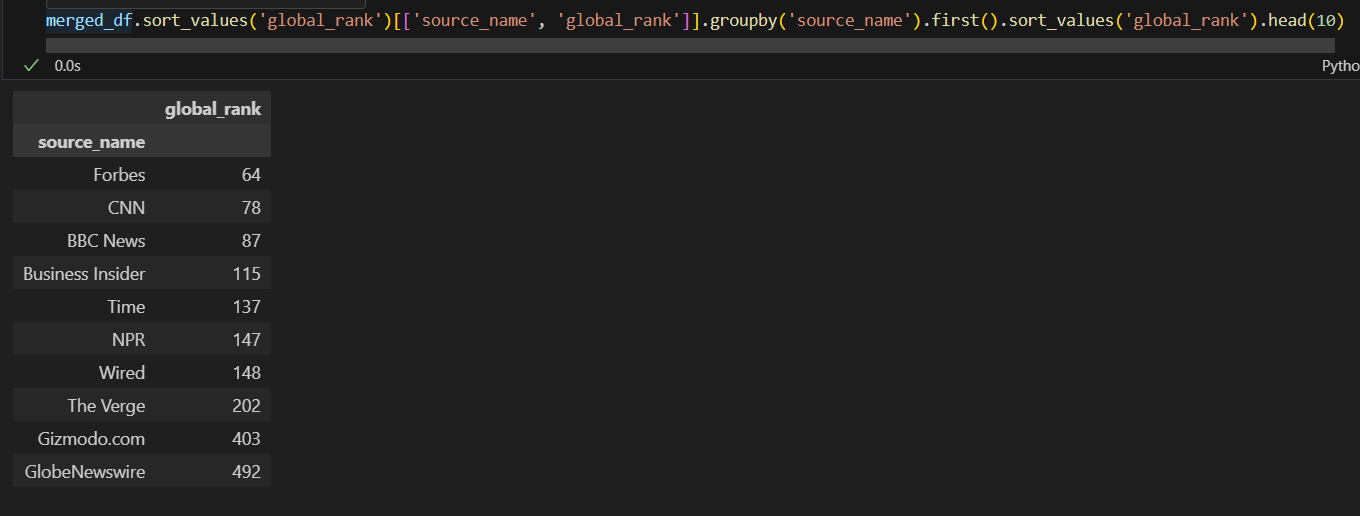 merged_df.sort_values('global_rank')[['source_name', 'global_rank']].groupby('source_name').first().sort_values('global_rank').head(10)
0.0s Pytho
global_rank
source_name
Forbes 64
CNN 78
BBC News 87
Business Insider 115
Time 137
NPR 147
Wired 148
The Verge 202
Gizmodo.com 403
GlobeNewswire 492